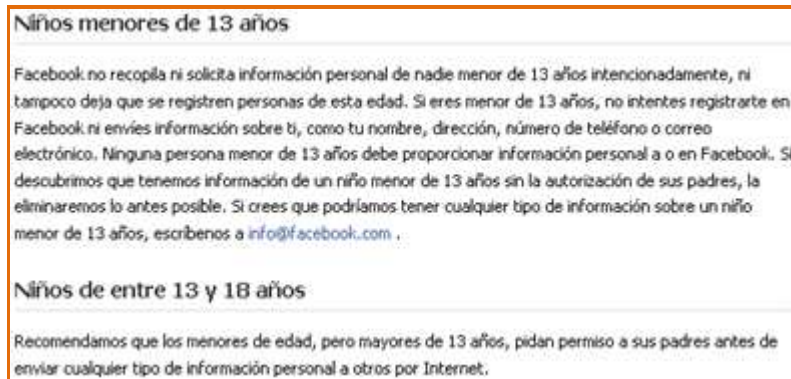 Niños menores de 13 años
Facebook no recopila ni solicita información personal de nadie menor de 13 años intencionadamente, ni
tampoco deja que se registren personas de esta edad. Si eres menor de 13 años, no intentes registrarte en
Facebook ni envíes información sobre ti, como tu nombre, dirección, número de teléfono o correo
electrónico. Ninguna persona menor de 13 años debe proporcionar información personal a o en Facebook. Si
descubrimos que tenemos información de un niño menor de 13 años sin la autorización de sus padres, la
eliminaremos lo antes posible. Si crees que podríamos tener cualquier tipo de información sobre un niño
menor de 13 años, escríbenos a info@facebook.com .
Niños de entre 13 y 18 años
Recomendamos que los menores de edad, pero mayores de 13 años, pidan permiso a sus padres antes de
enviar cualquier tipo de información personal a otros por Internet.